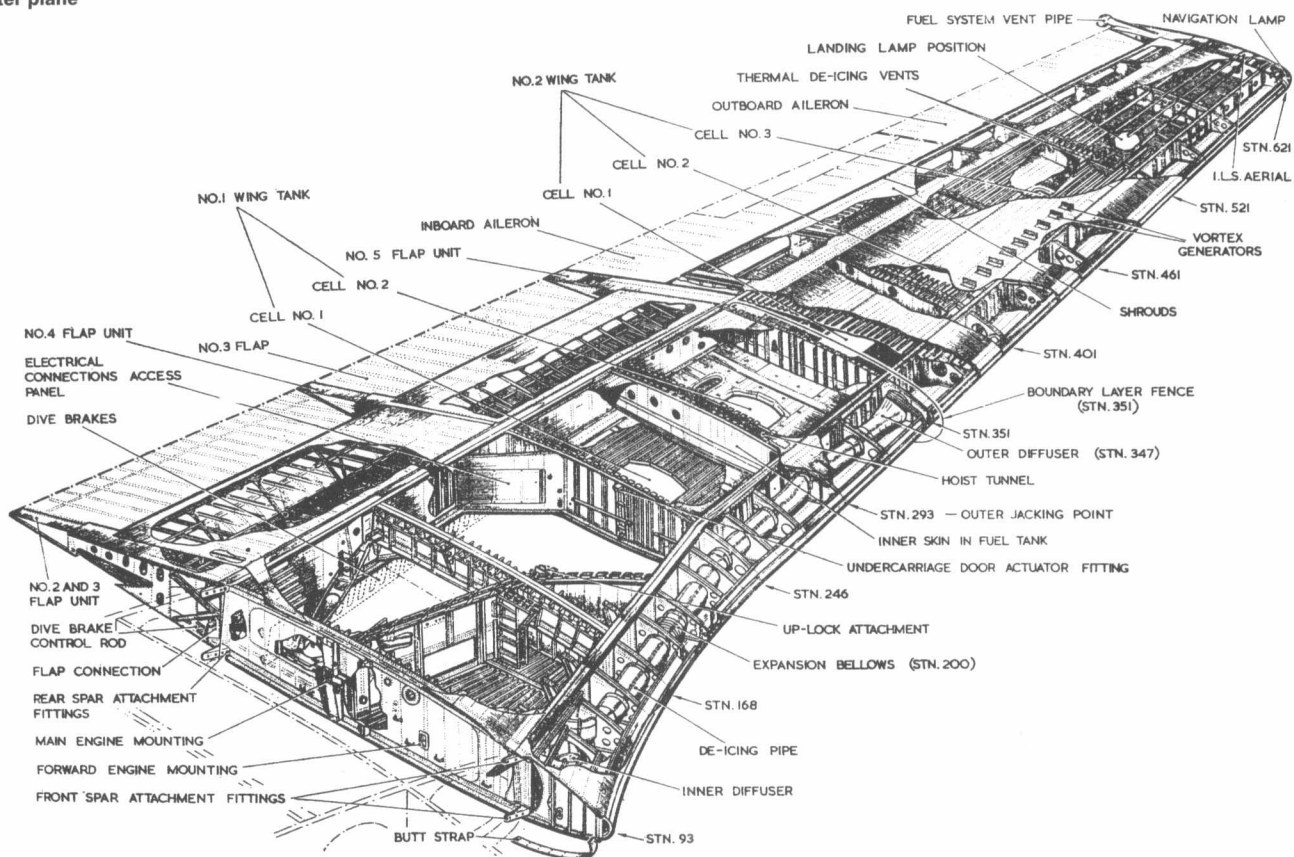 plane
FUEL SYSTEM VENT PIPE
NAVIGATION LAMP
LANDING LAMP POSITION
THERMAL DE-ICING VENTS
NO.2 WING TANK
OUTBOARD AILERON
CELL NO.3
CELL NO.2
CELL NO.1
STN.621
I.L.S. AERIAL
STN. 521
VORTEX
GENERATORS
STN.461
SHROUDS
STN. 401
NO.1 WING TANK
INBOARD AILERON
NO. 5 FLAP UNIT
CELL NO.2
CELL NO. 1
NO.4 FLAP UNIT
NO.3 FLAP
ELECTRICAL
CONNECTIONS ACCESS
PANEL
DIVE BRAKES
BOUNDARY LAYER FENCE
(STN.351)
STN.351
OUTER DIFFUSER (STN.347)
HOIST TUNNEL
STN.293 — OUTER JACKING POINT
INNER SKIN IN FUEL TANK
UNDERCARRIAGE DOOR ACTUATOR FITTING
STN.246
UP-LOCK ATTACHMENT
EXPANSION BELLOWS (STN.200)
STN.168
DE-ICING PIPE
INNER DIFFUSER
STN.93
NO.2 AND 3
FLAP UNIT
DIVE BRAKE
CONTROL ROD
FLAP CONNECTION
REAR SPAR ATTACHMENT
FITTINGS
MAIN ENGINE MOUNTING
FORWARD ENGINE MOUNTING
FRONT SPAR ATTACHMENT FITTINGS
BUTT STRAP